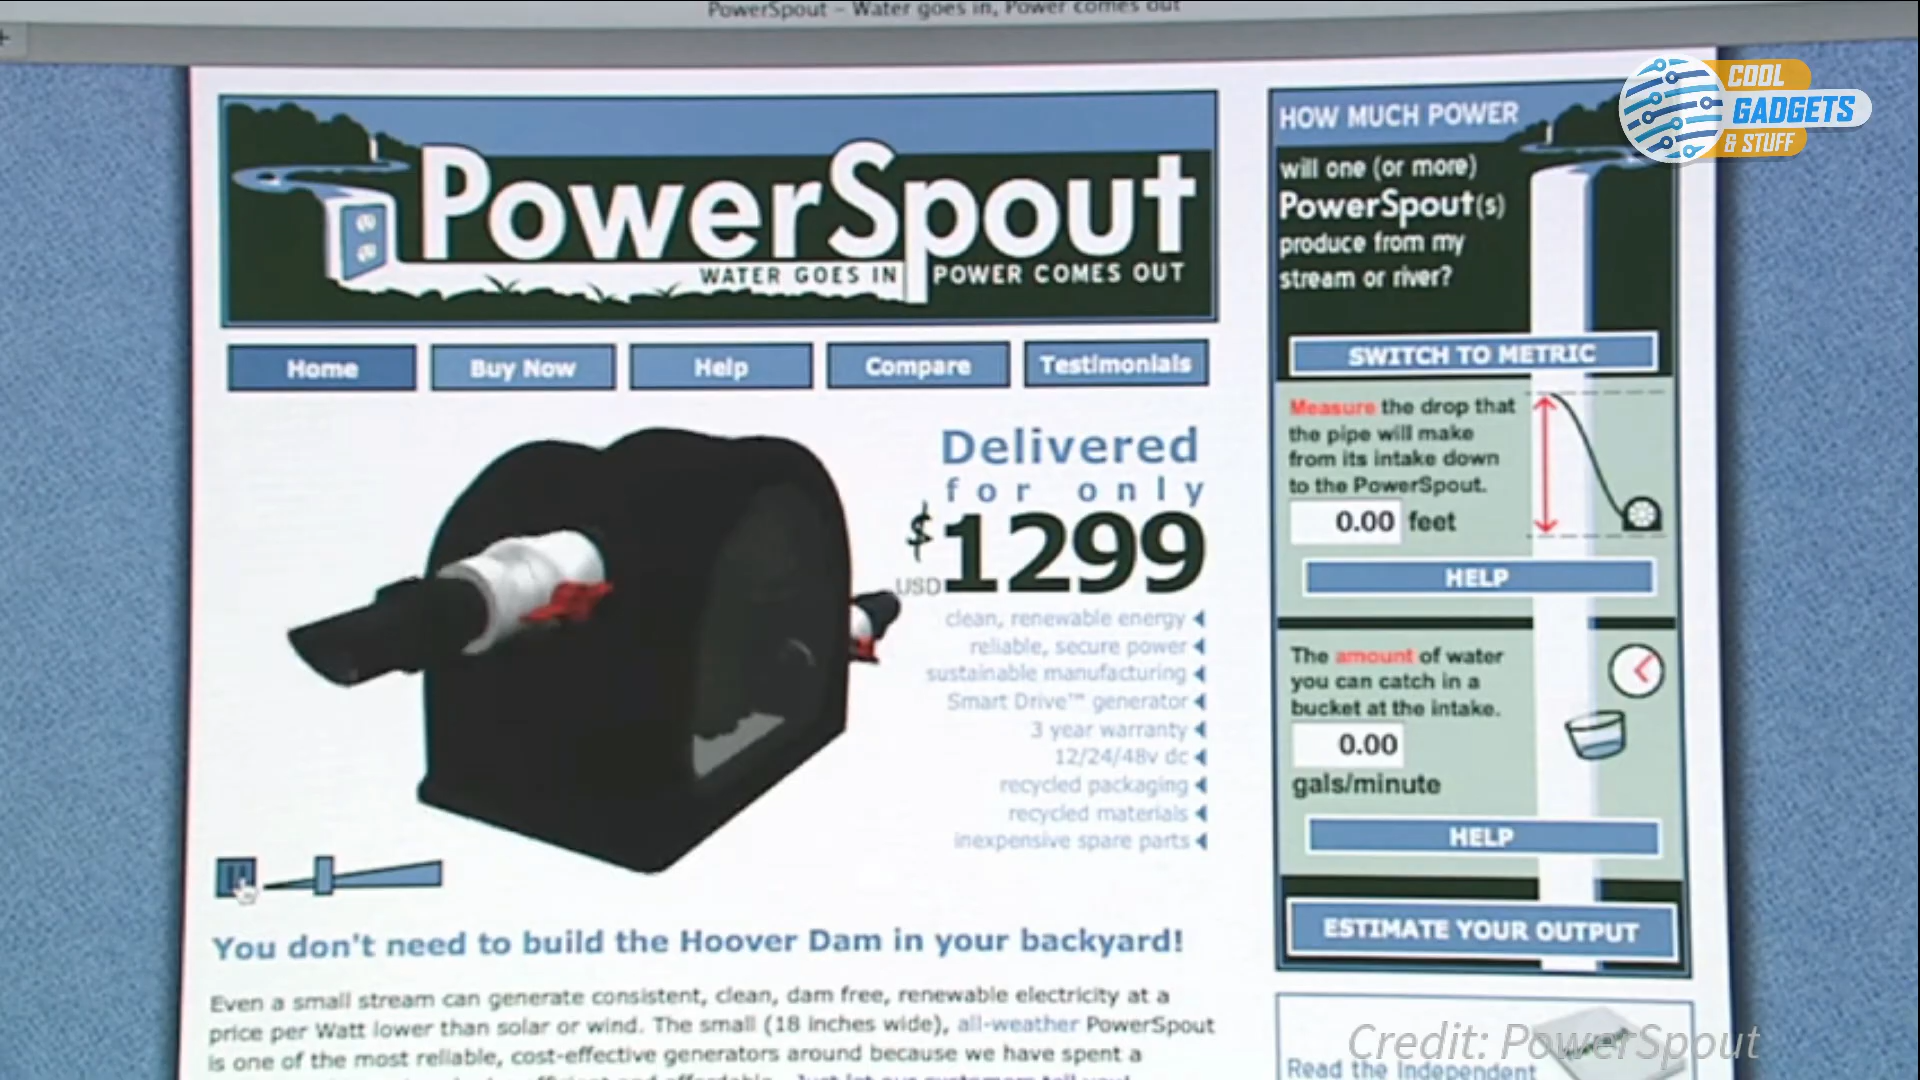 PowerSpout - Water goes in, Power comes out
COOL
GADGETS
& STUFF
PowerSpout
WATER GOES IN POWER COMES OUT
Home
Buy Now
Help
Compare
Testimonials
Delivered
for only
$1299
USD
clean, renewable energy
reliable, secure power
sustainable manufacturing
Smart Drive™ generator
3 year warranty
12/24/48v dc
recycled packaging
recycled materials
inexpensive spare parts
You don't need to build the Hoover Dam in your backyard!
Even a small stream can generate consistent, clean, dam free, renewable electricity at a
price per Watt lower than solar or wind. The small (18 inches wide), all-weather PowerSpout
is one of the most reliable, cost-effective generators around because we have spent a
HOW MUCH POWER
will one (or more)
PowerSpout(s)
produce from my
stream or river?
SWITCH TO METRIC
Measure the drop that
the pipe will make
from its intake down
to the PowerSpout.
0.00 feet
HELP
The amount of water
you can catch in a
bucket at the intake.
0.00
gals/minute
HELP
ESTIMATE YOUR OUTPUT
Read the Independent
Credit: PowerSpout